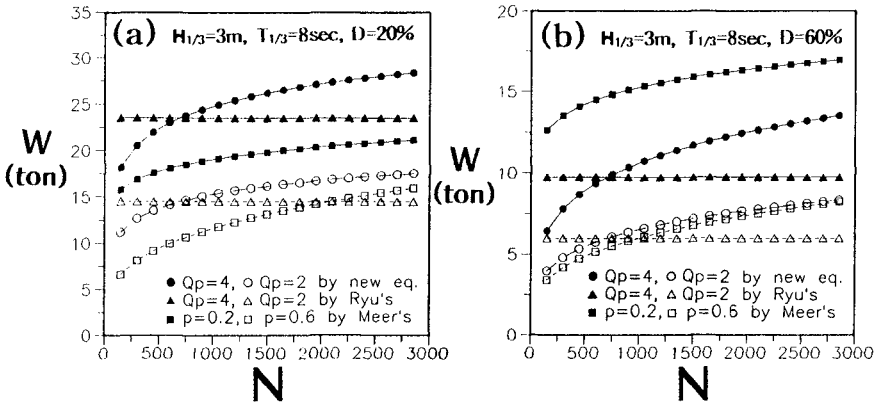 (a) H1/3=3m, T1/3=8sec, D=20%
35
30
25
20
15
10
5
0
W
(ton)
● Qp=4, ○ Qp=2 by new eq.
▲ Qp=4, △ Qp=2 by Ryu's
■ p=0.2, □ p=0.6 by Meer's
0 500 1000 1500 2000 2500 3000
N
(b) H1/3=3m, T1/3=8sec, D=60%
20
15
10
5
0
W
(ton)
● Qp=4, ○ Qp=2 by new eq.
▲ Qp=4, △ Qp=2 by Ryu's
■ p=0.2, □ p=0.6 by Meer's
0 500 1000 1500 2000 2500 3000
N